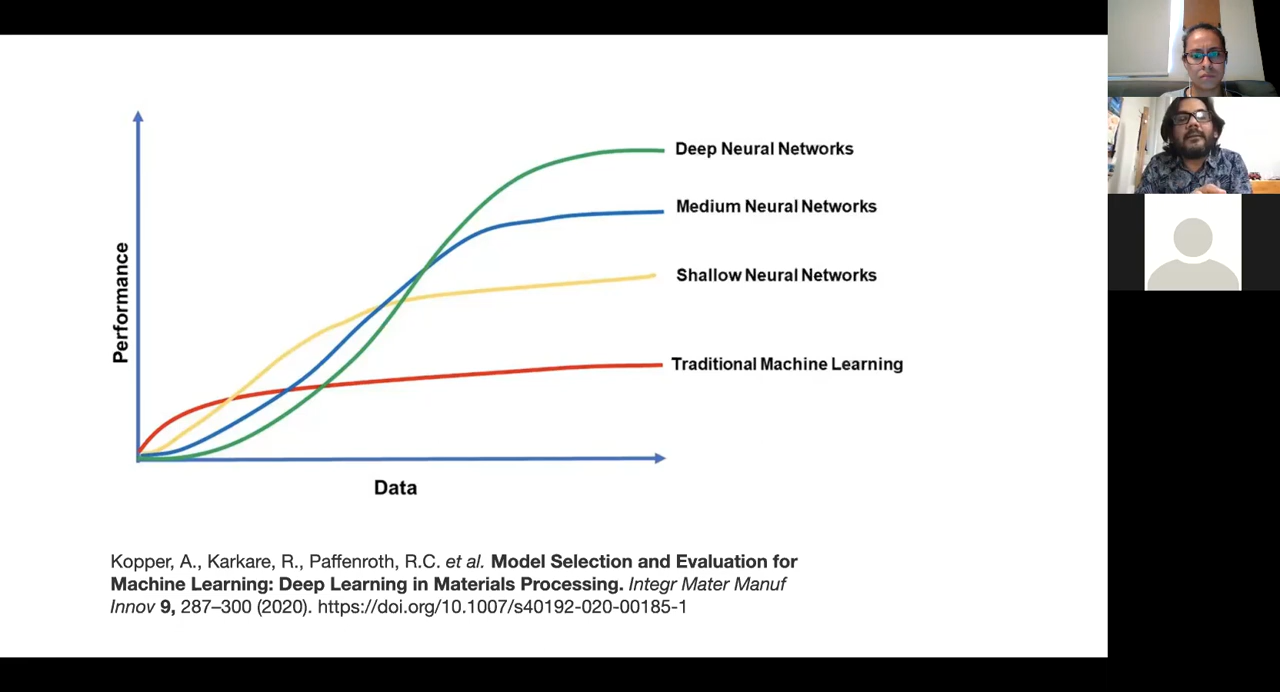 Deep Neural Networks
Medium Neural Networks
Shallow Neural Networks
Traditional Machine Learning
Performance
Data
Kopper, A., Karkare, R., Paffenroth, R.C. et al. Model Selection and Evaluation for
Machine Learning: Deep Learning in Materials Processing. Integr Mater Manuf
Innov 9, 287–300 (2020). https://doi.org/10.1007/s40192-020-00185-1